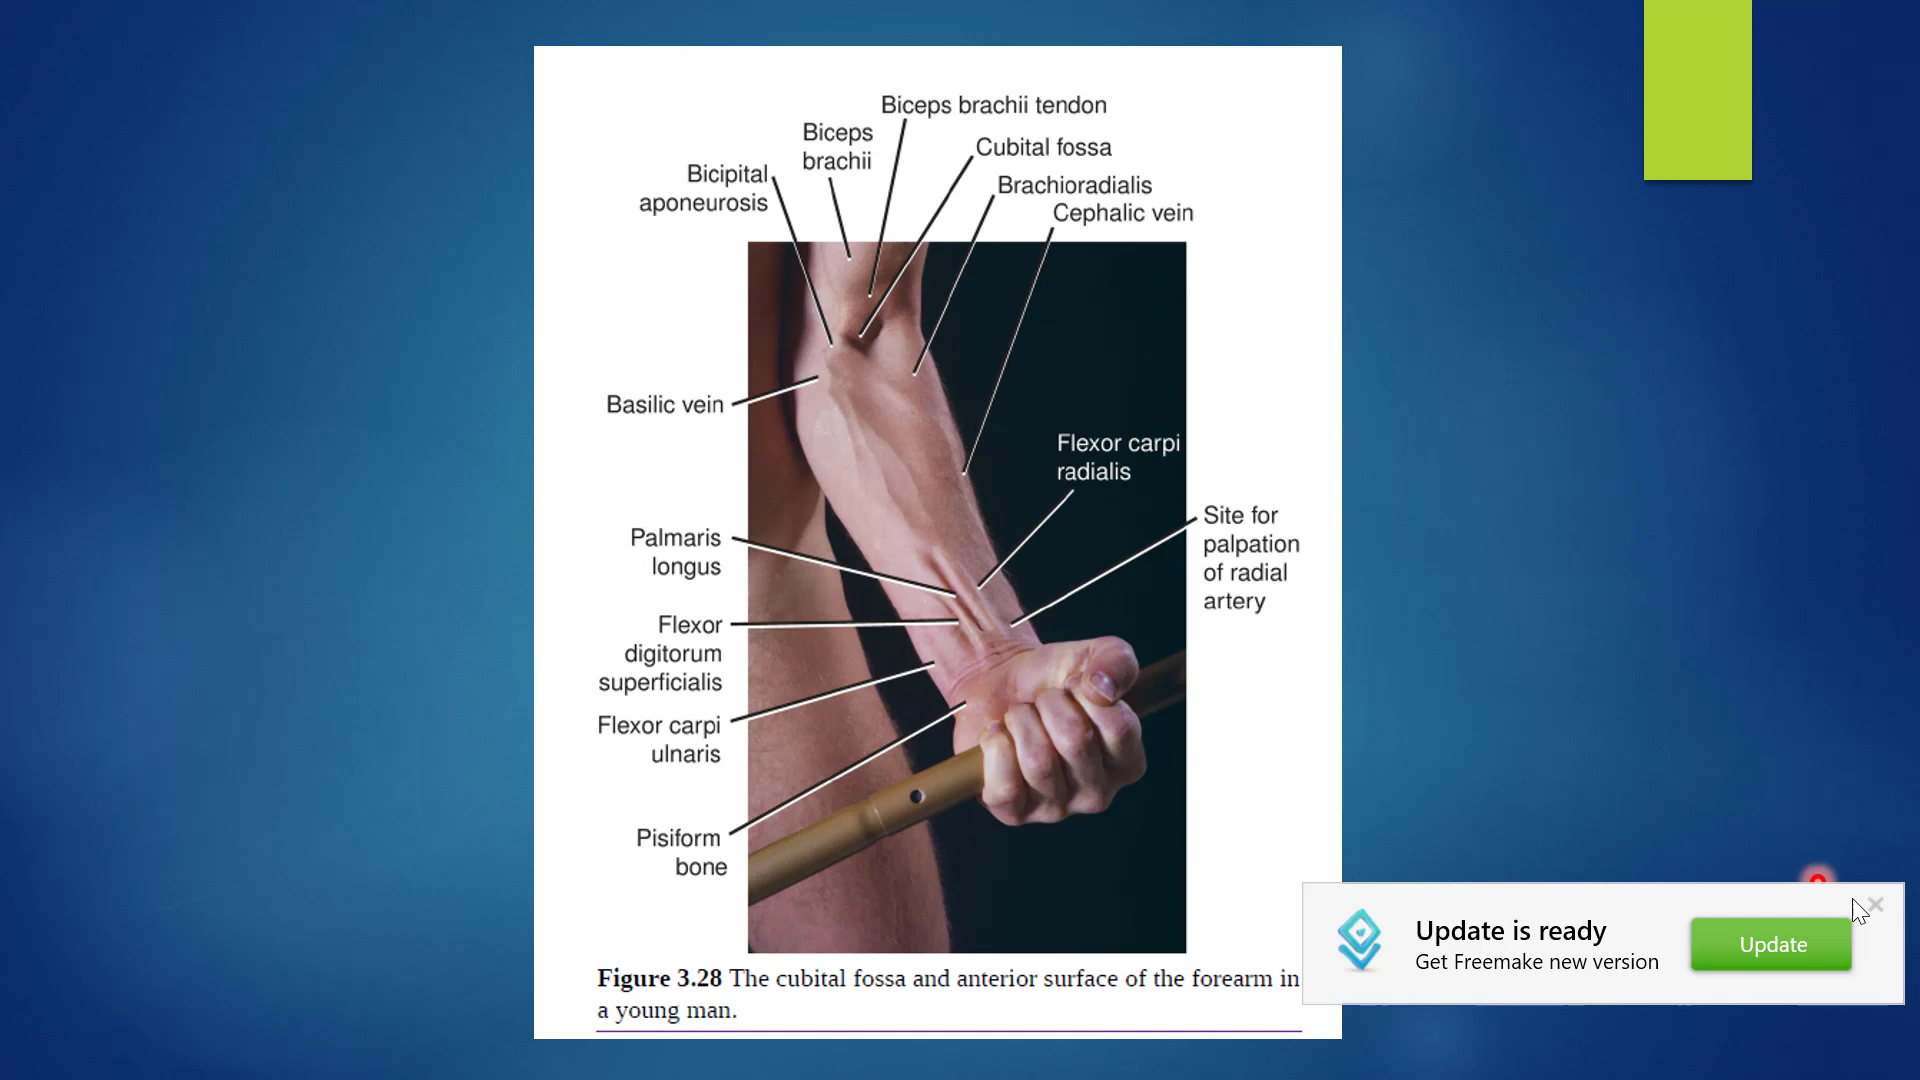 Biceps brachii tendon
Biceps
brachii
Cubital fossa
Bicipital
aponeurosis
Brachioradialis
Cephalic vein
Basilic vein
Flexor carpi
radialis
Site for
palpation
of radial
artery
Palmaris
longus
Flexor
digitorum
superficialis
Flexor carpi
ulnaris
Pisiform
bone
Figure 3.28 The cubital fossa and anterior surface of the forearm in
a young man.
Update is ready
Get Freemake new version
Update